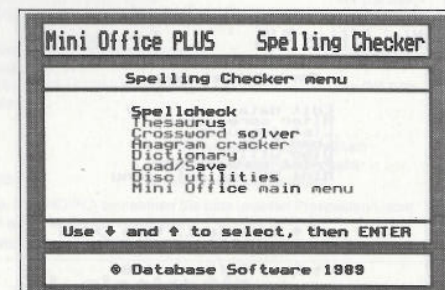 Mini Office PLUS Spelling Checker
Spelling Checker menu
Spellcheck
Thesaurus
Crossword solver
Anagram cracker
Dictionary
Load/Save
Disc utilities
Mini Office main menu
Use ↓ and ↑ to select, then ENTER
© Database Software 1989